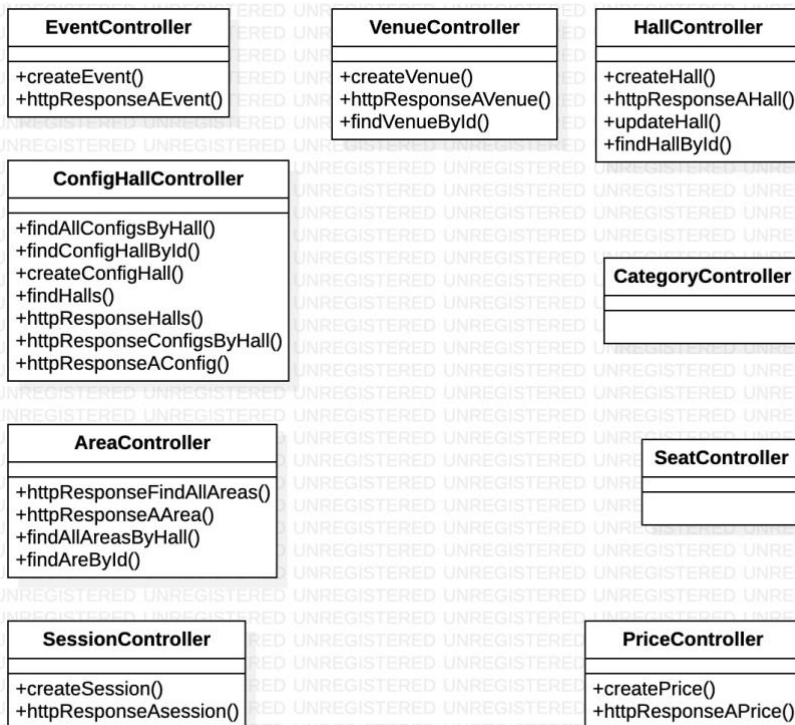 EventController
+createEvent()
+httpResponseAEvent()
VenueController
+createVenue()
+httpResponseAVenue()
+findVenueById()
HallController
+createHall()
+httpResponseAHall()
+updateHall()
+findHallById()
ConfigHallController
+findAllConfigsByHall()
+findConfigHallById()
+createConfigHall()
+findHalls()
+httpResponseHalls()
+httpResponseConfigsByHall()
+httpResponseAConfig()
CategoryController
AreaController
+httpResponseFindAllAreas()
+httpResponseAArea()
+findAllAreasByHall()
+findAreById()
SeatController
SessionController
+createSession()
+httpResponseAsession()
PriceController
+createPrice()
+httpResponseAPrice()